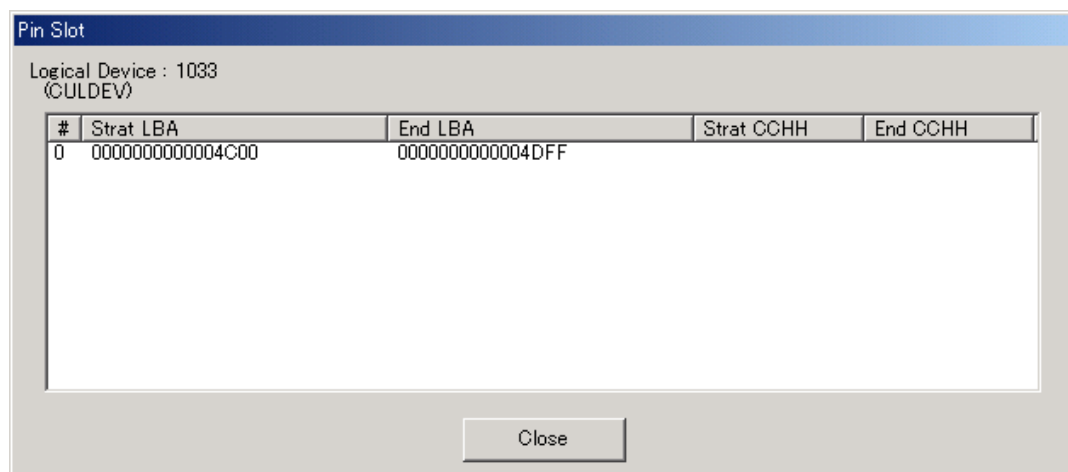 Pin Slot
Logical Device : 1033
(CULDEV)
# Strat LBA End LBA Strat CCHH End CCHH
0 0000000000004C00 0000000000004DFF
Close